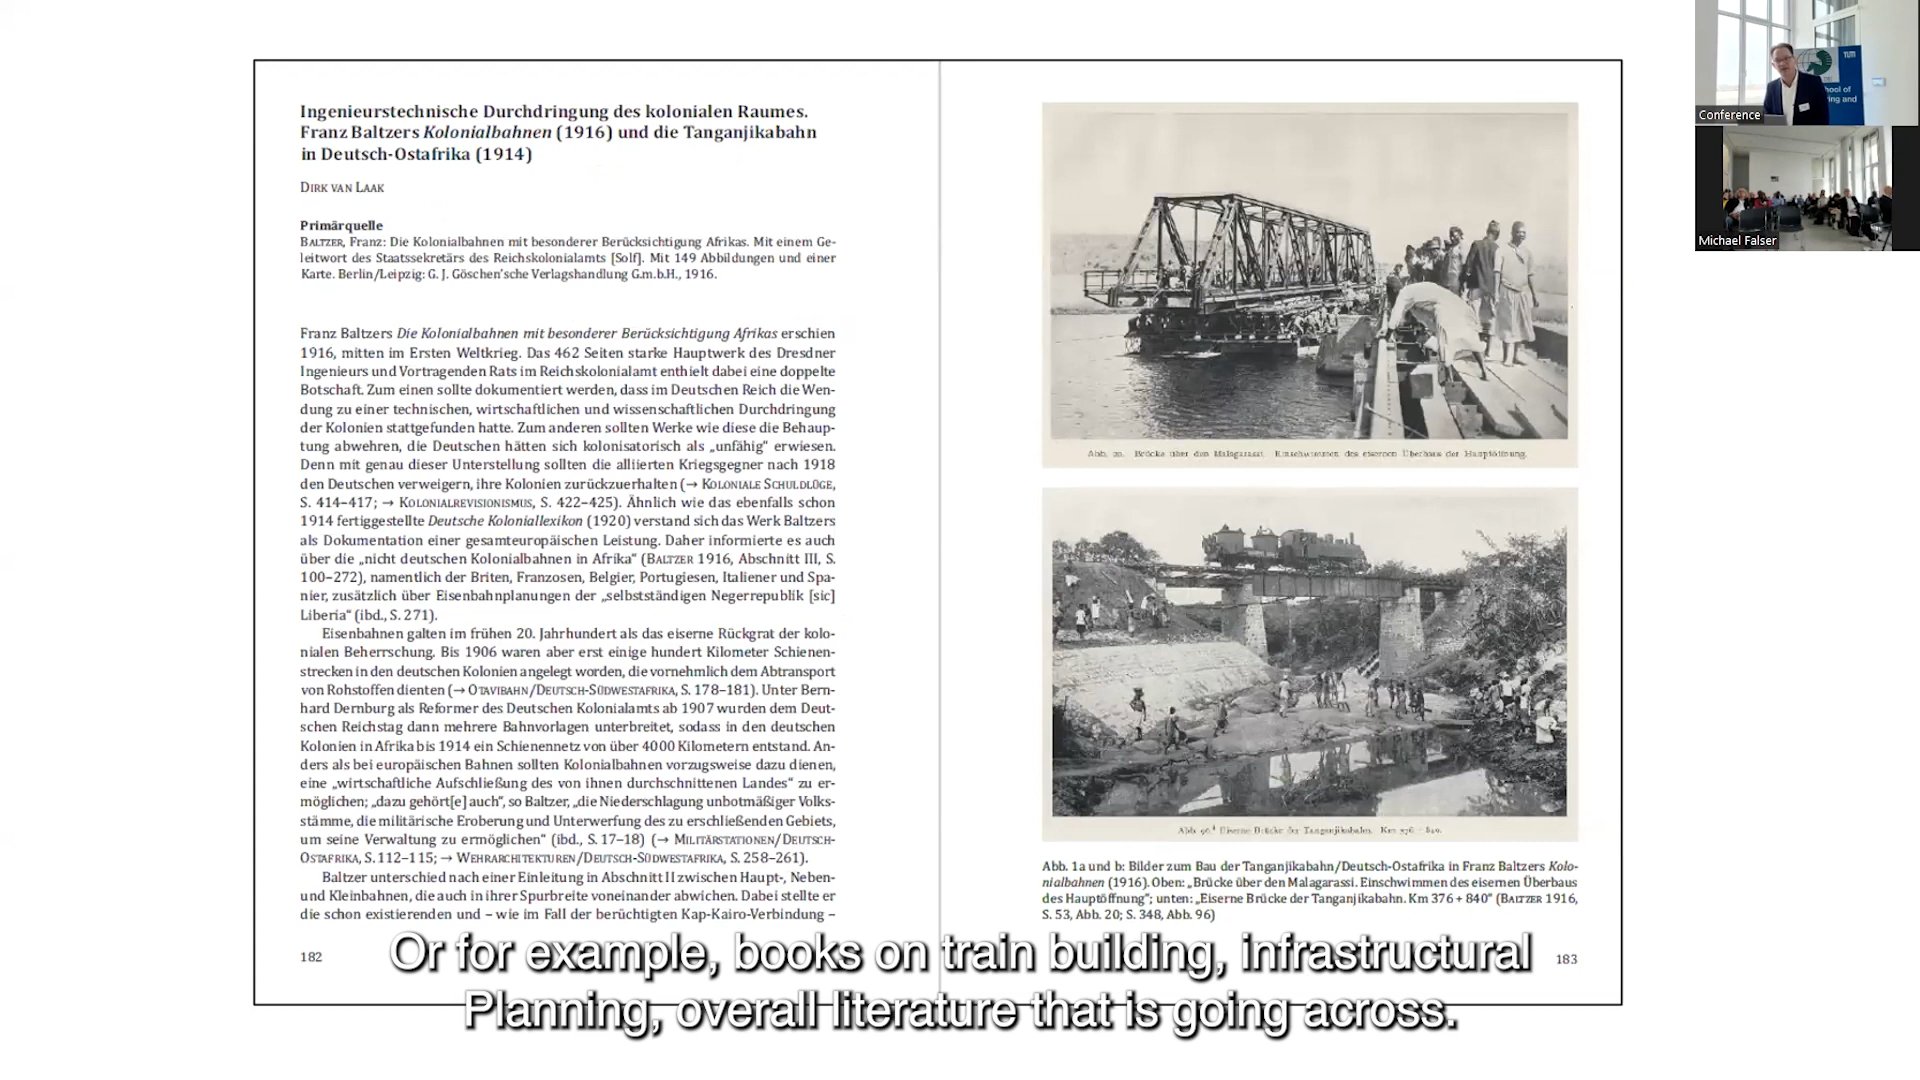 Ingenieurstechnische Durchdringung des kolonialen Raumes.
Franz Baltzers Kolonialbahnen (1916) und die Tanganjikabahn
in Deutsch-Ostafrika (1914)
DIRK VAN LAAK
Primärquelle
BALTZER, Franz: Die Kolonialbahnen mit besonderer Berücksichtigung Afrikas. Mit einem Ge-
leitwort des Staatssekretärs des Reichskolonialamts [Solf]. Mit 149 Abbildungen und einer
Karte. Berlin/Leipzig: G. J. Göschen’sche Verlagshandlung G.m.b.H., 1916.
Franz Baltzers Die Kolonialbahnen mit besonderer Berücksichtigung Afrikas erschien
1916, mitten im Ersten Weltkrieg. Das 462 Seiten starke Hauptwerk des Dresdner
Ingenieurs und Vortragenden Rats im Reichskolonialamt enthielt dabei eine doppelte
Botschaft. Zum einen sollte dokumentiert werden, dass im Deutschen Reich die Wen-
dung zu einer technischen, wirtschaftlichen und wissenschaftlichen Durchdringung
der Kolonien stattgefunden hatte. Zum anderen sollten Werke wie diese die Behaup-
tung abwehren, die Deutschen hätten sich kolonisatorisch als „unfähig“ erwiesen.
Denn mit genau dieser Unterstellung sollten die alliierten Kriegsgegner nach 1918
den Deutschen verweigern, ihre Kolonien zurückzuerhalten (→ KOLONIALE SCHULDLÜGE,
S. 414–417; → KOLONIALREVISIONISMUS, S. 422–425). Ähnlich wie das ebenfalls schon
1914 fertiggestellte Deutsche Koloniallexikon (1920) verstand sich das Werk Baltzers
als Dokumentation einer gesamteuropäischen Leistung. Daher informierte es auch
über die „nicht deutschen Kolonialbahnen in Afrika“ (BALTZER 1916, Abschnitt III, S.
100–272), namentlich der Briten, Franzosen, Belgier, Portugiesen, Italiener und Spa-
nier, zusätzlich über Eisenbahnplanungen der „selbstständigen Negerrepublik [sic]
Liberia“ (ibd., S. 271).
Eisenbahnen galten im frühen 20. Jahrhundert als das eiserne Rückgrat der kolo-
nialen Beherrschung. Bis 1906 waren aber erst einige hundert Kilometer Schienen-
strecken in den deutschen Kolonien angelegt worden, die vornehmlich dem Abtransport
von Rohstoffen dienten (→ OTAVIBAHN/DEUTSCH-SÜDWESTAFRIKA, S. 178–181). Unter Bern-
hard Dernburg als Reformer des Deutschen Kolonialamts ab 1907 wurden dem Deut-
schen Reichstag dann mehrere Bahnvorlagen unterbreitet, sodass in den deutschen
Kolonien in Afrika bis 1914 ein Schienennetz von über 4000 Kilometern entstand. An-
ders als bei europäischen Bahnen sollten Kolonialbahnen vorzugsweise dazu dienen,
eine „wirtschaftliche Aufschließung des von ihnen durchschnittenen Landes“ zu er-
möglichen; „dazu gehört[e] auch“, so Baltzer, „die Niederschlagung unbotmäßiger Volks-
stämme, die militärische Eroberung und Unterwerfung des zu erschließenden Gebiets,
um seine Verwaltung zu ermöglichen“ (ibd., S. 17–18) (→ MILITÄRSTATIONEN/DEUTSCH-
OSTAFRIKA, S. 112–115; → WEHRARCHITEKTUREN/DEUTSCH-SÜDWESTAFRIKA, S. 258–261).
Baltzer unterschied nach einer Einleitung in Abschnitt II zwischen Haupt-, Neben-
und Kleinbahnen, die auch in ihrer Spurbreite voneinander abwichen. Dabei stellte er
die schon existierenden und – wie im Fall der berüchtigten Kap-Kairo-Verbindung –
182
Abb. 20. Brücke über den Malagarassi. Einschwimmen des eisernen Überbaus der Hauptöffnung.
Abb. 96. Eiserne Brücke der Tanganjikabahn. Km 376 + 840.
Abb. 1a und b: Bilder zum Bau der Tanganjikabahn/Deutsch-Ostafrika in Franz Baltzers Kolo-
nialbahnen (1916). Oben: „Brücke über den Malagarassi. Einschwimmen des eisernen Überbaus
des Hauptöffnung“; unten: „Eiserne Brücke der Tanganjikabahn. Km 376 + 840“ (BALTZER 1916,
S. 53, Abb. 20; S. 348, Abb. 96)
183
Or for example, books on train building, infrastructural
Planning, overall literature that is going across.
TUM
Conference
Michael Falser